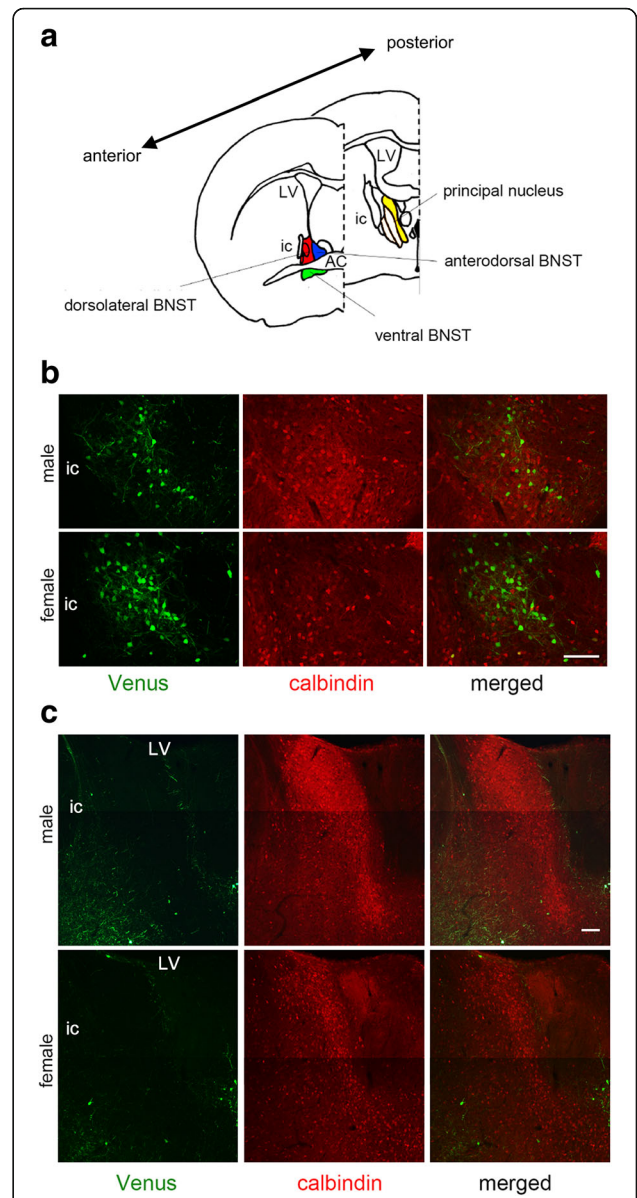 a
posterior
anterior
LV
LV
ic
principal nucleus
ic
AC
anterodorsal BNST
dorsolateral BNST
ventral BNST
b
male
ic
female
ic
Venus calbindin merged
c
LV
male
ic
LV
female
ic
Venus calbindin merged